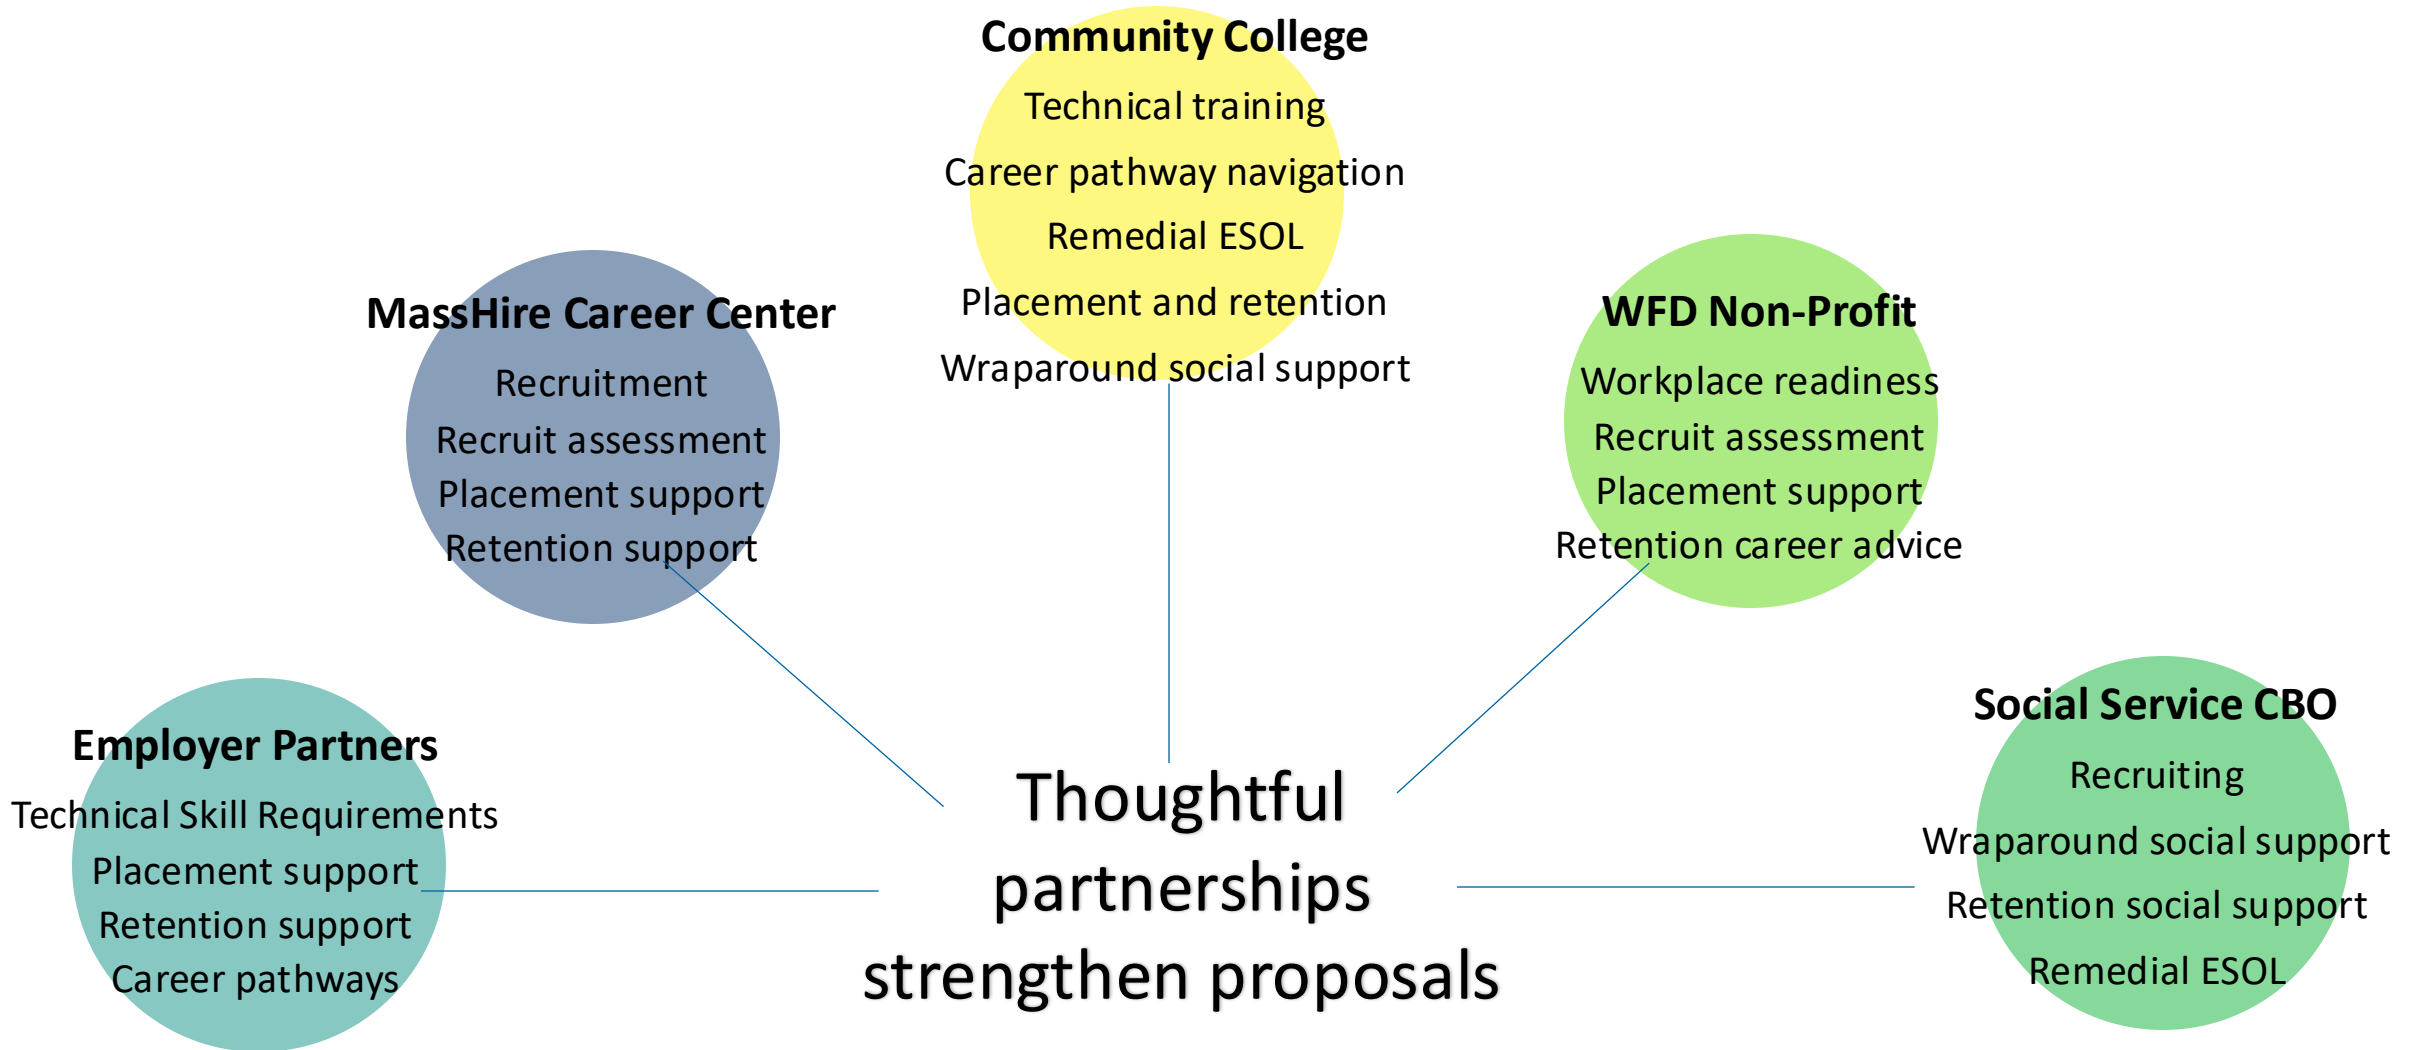 Community College
Technical training
Career pathway navigation
Remedial ESOL
Placement and retention
Wraparound social support
MassHire Career Center
Recruitment
Recruit assessment
Placement support
Retention support
WFD Non-Profit
Workplace readiness
Recruit assessment
Placement support
Retention career advice
Employer Partners
Technical Skill Requirements
Placement support
Retention support
Career pathways
Thoughtful
partnerships
strengthen proposals
Social Service CBO
Recruiting
Wraparound social support
Retention social support
Remedial ESOL